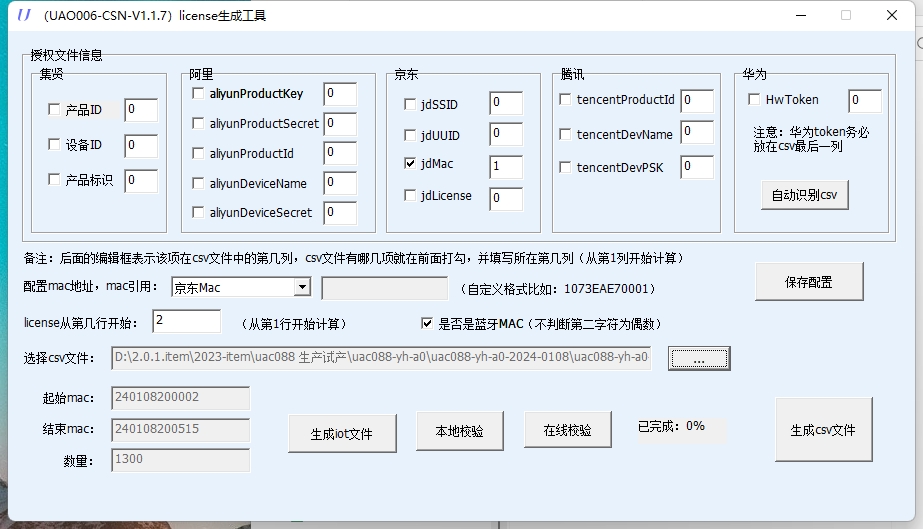 （UAO006-CSN-V1.1.7）license生成工具
授权文件信息
集贤
产品ID 0
设备ID 0
产品标识 0
阿里
aliyunProductKey 0
aliyunProductSecret 0
aliyunProductId 0
aliyunDeviceName 0
aliyunDeviceSecret 0
京东
jdSSID 0
jdUUID 0
jdMac 1
jdLicense 0
腾讯
tencentProductId 0
tencentDevName 0
tencentDevPSK 0
华为
HwToken 0
注意：华为token务必
放在csv最后一列
自动识别csv
备注：后面的编辑框表示该项在csv文件中的第几列，csv文件有哪几项就在前面打勾，并填写所在第几列（从第1列开始计算）
配置mac地址，mac引用： 京东Mac （自定义格式比如：1073EAE70001）
保存配置
license从第几行开始： 2 （从第1行开始计算） 是否是蓝牙MAC（不判断第二字符为偶数）
选择csv文件： D:\2.0.1.item\2023-item\uac088 生产试产\uac088-yh-a0\uac088-yh-a0-2024-0108\uac088-yh-a0- ...
起始mac： 240108200002
结束mac： 240108200515
数量： 1300
生成iot文件
本地校验
在线校验
已完成：0%
生成csv文件